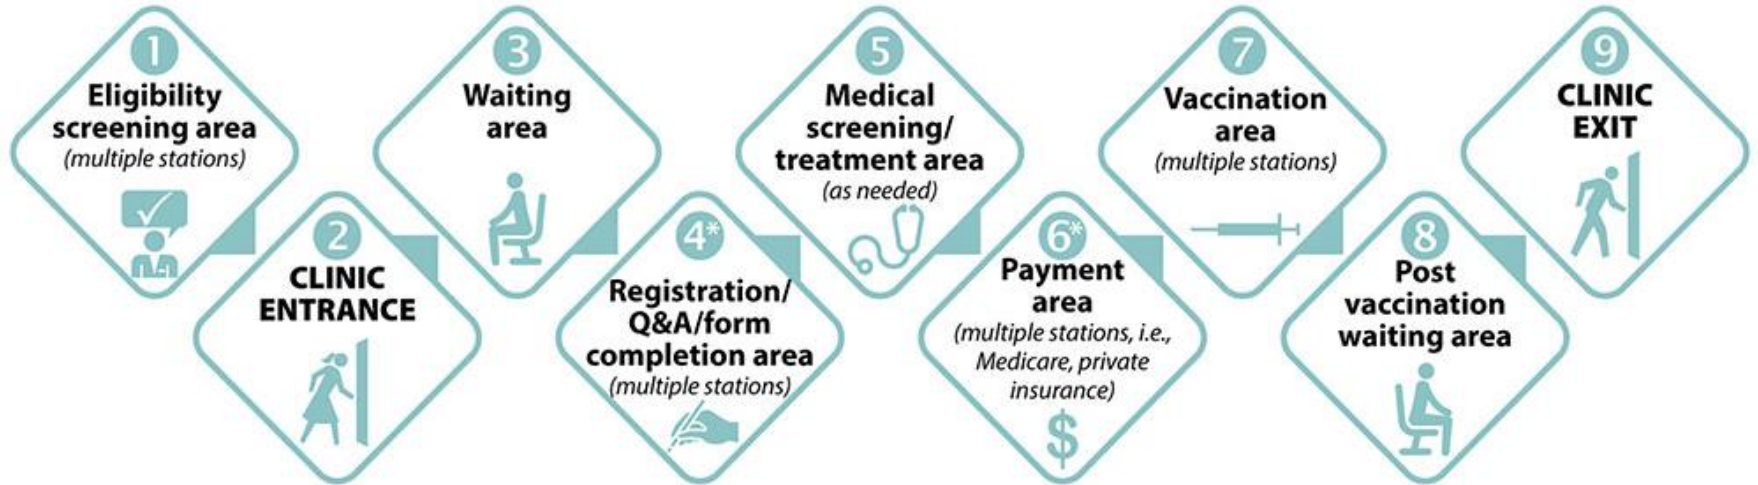 1
Eligibility
screening area
(multiple stations)
2
CLINIC
ENTRANCE
3
Waiting
area
4*
Registration/
Q&A/form
completion area
(multiple stations)
5
Medical
screening/
treatment area
(as needed)
6*
Payment
area
(multiple stations, i.e.,
Medicare, private
insurance)
$
7
Vaccination
area
(multiple stations)
8
Post
vaccination
waiting area
9
CLINIC
EXIT